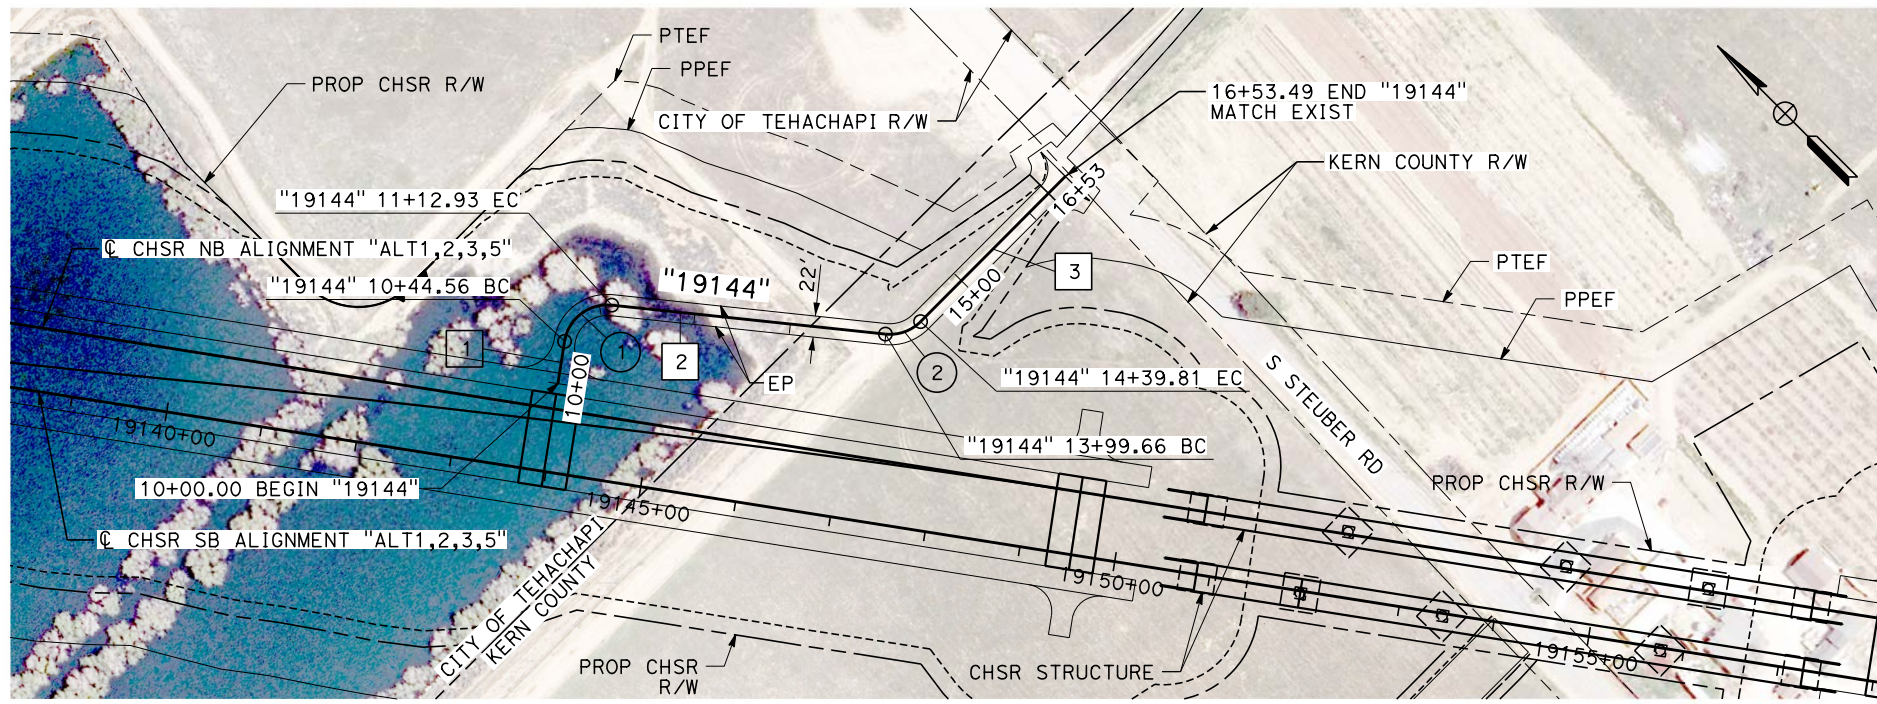 PTEF
PPEF
PROP CHSR R/W
CITY OF TEHACHAPI R/W
16+53.49 END "19144"
MATCH EXIST
KERN COUNTY R/W
"19144" 11+12.93 EC
16+53
℄ CHSR NB ALIGNMENT "ALT1,2,3,5"
"19144" 10+44.56 BC
"19144"
22'
15+00
3
PTEF
PPEF
1
1
2
2
10+00
EP
"19144" 14+39.81 EC
S STEUBER RD
19140+00
"19144" 13+99.66 BC
10+00.00 BEGIN "19144"
19145+00
PROP CHSR R/W
℄ CHSR SB ALIGNMENT "ALT1,2,3,5"
CITY OF TEHACHAPI
KERN COUNTY
19150+00
19155+00
PROP CHSR
R/W
CHSR STRUCTURE